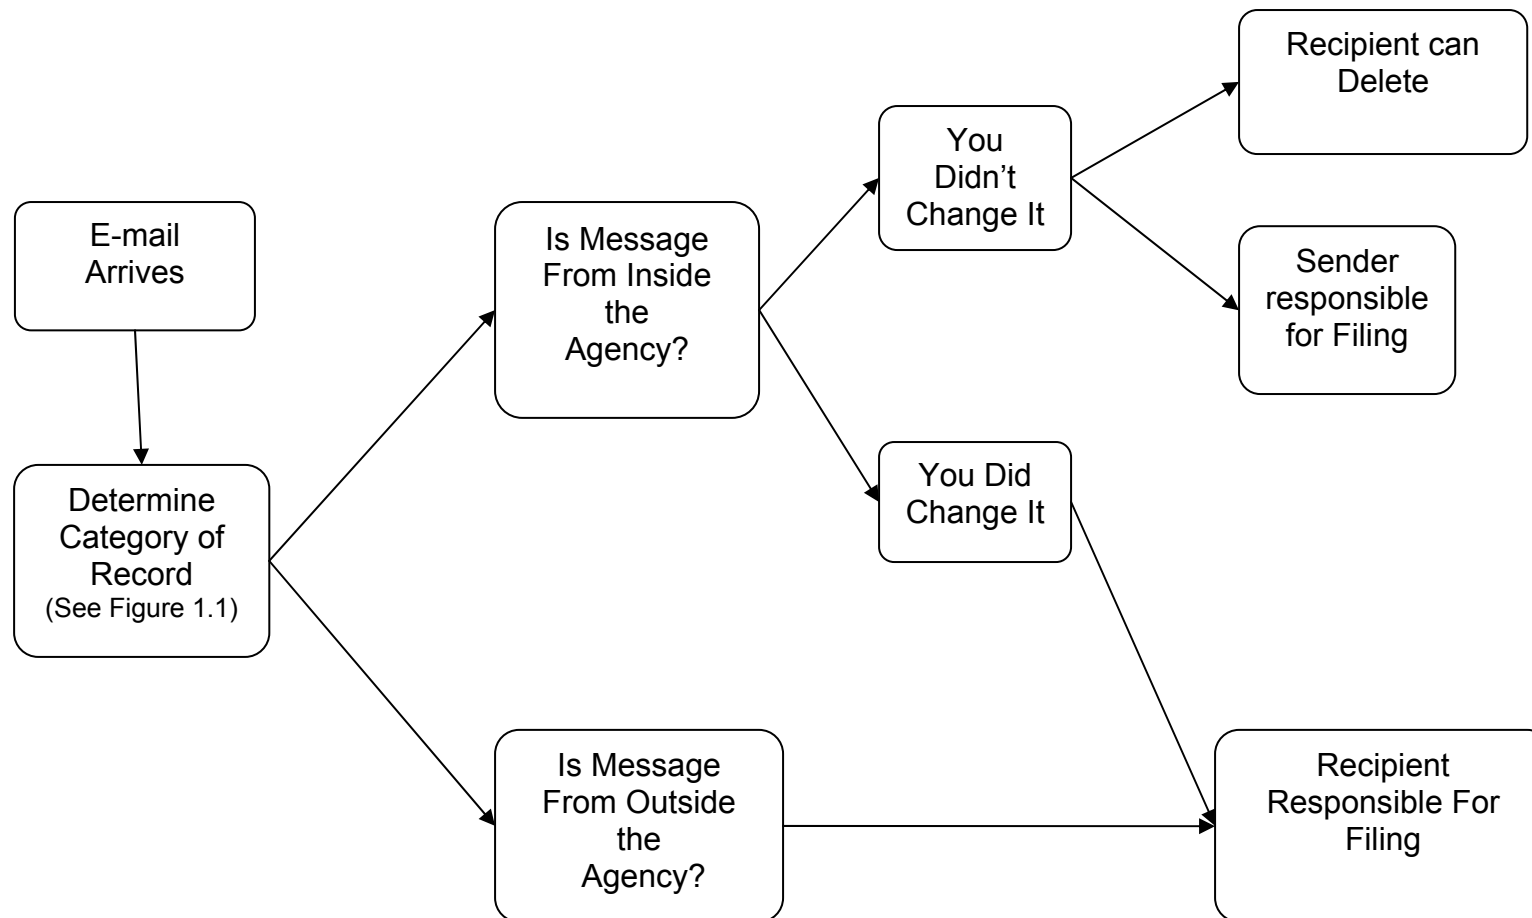 E-mail
Arrives
Determine
Category of
Record
(See Figure 1.1)
Is Message
From Inside
the
Agency?
Is Message
From Outside
the
Agency?
You
Didn’t
Change It
You Did
Change It
Recipient can
Delete
Sender
responsible
for Filing
Recipient
Responsible For
Filing